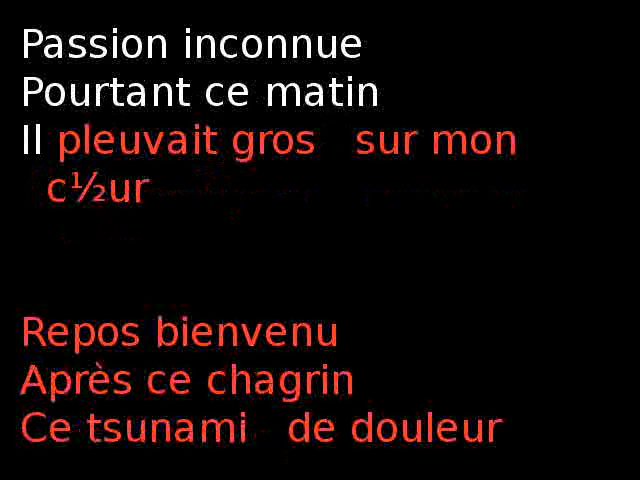 Passion inconnue
Pourtant ce matin
Il pleuvait gros sur mon
c½ur
Repos bienvenu
Après ce chagrin
Ce tsunami de douleur